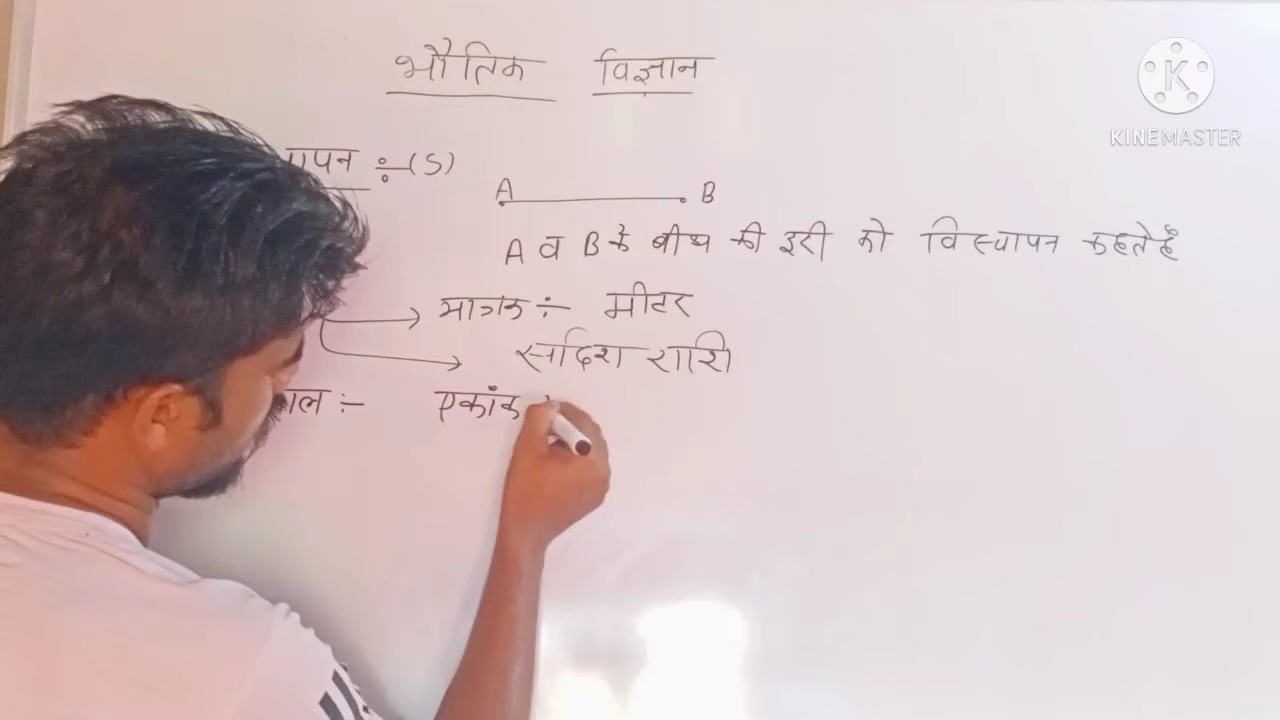 भौतिक विज्ञान
KINEMASTER
पन ÷ (S)
A B
A व B के बीच की दूरी को विस्थापन कहते हैं
मात्रक ÷ मीटर
सदिश राशि
ाल ÷ एकांक